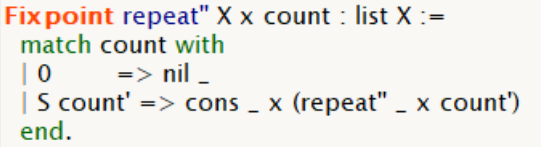 Fixpoint repeat'' X x count : list X :=
match count with
| 0 => nil _
| S count' => cons _ x (repeat'' _ x count')
end.